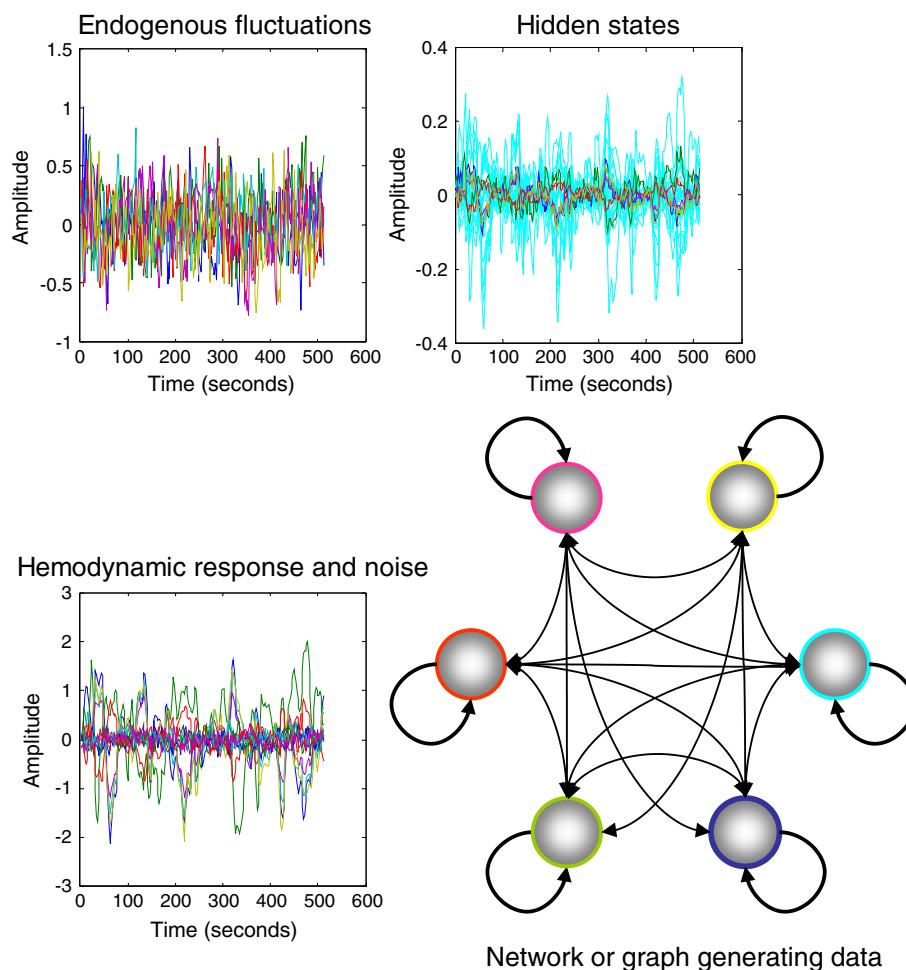 Endogenous fluctuations
1.5
1
0.5
0
-0.5
-1
Amplitude
0 100 200 300 400 500 600
Time (seconds)
Hidden states
0.4
0.2
0
-0.2
-0.4
Amplitude
0 100 200 300 400 500 600
Time (seconds)
Hemodynamic response and noise
3
2
1
0
-1
-2
-3
Amplitude
0 100 200 300 400 500 600
Time (seconds)
Network or graph generating data